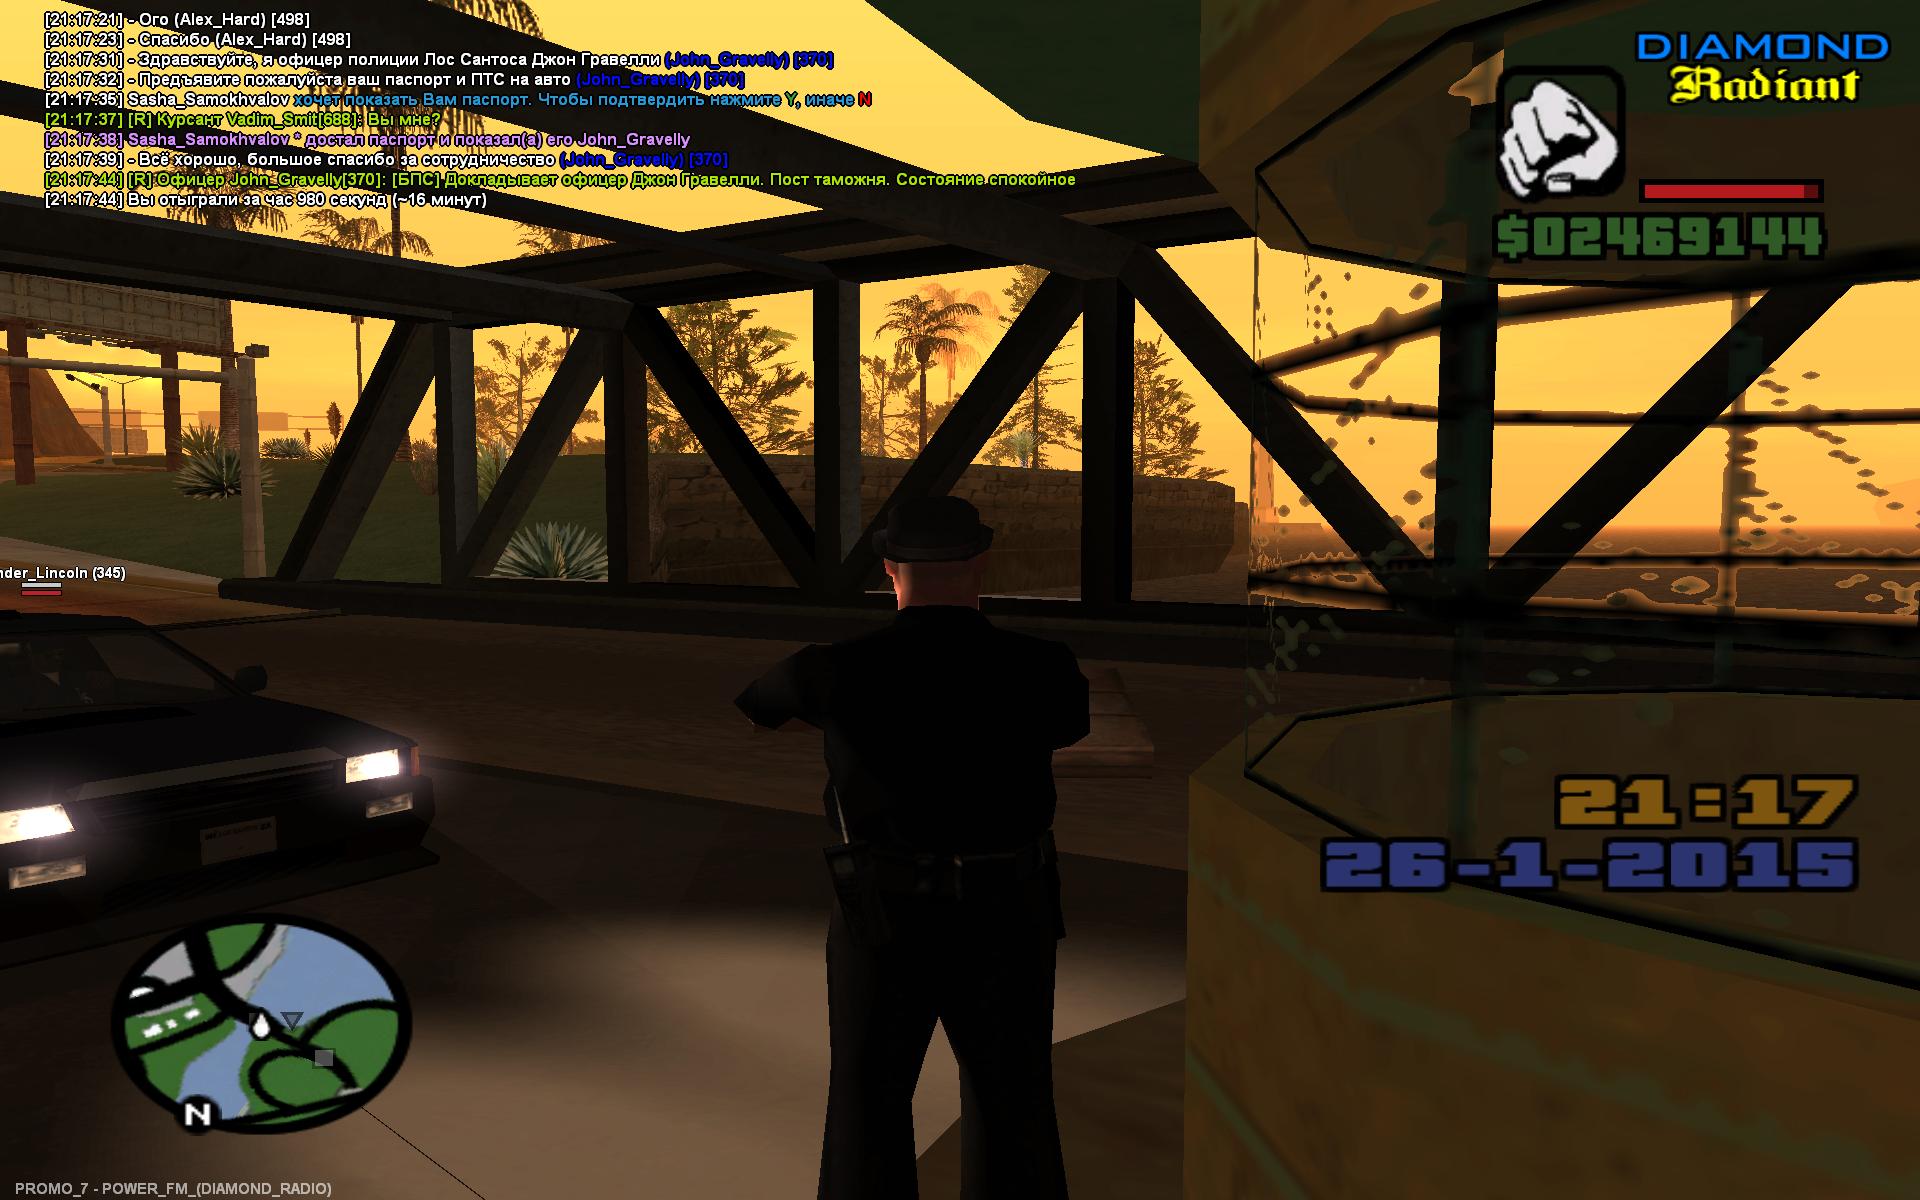 [21:17:21] - Ого (Alex_Hard) [498]
[21:17:23] - Спасибо (Alex_Hard) [498]
[21:17:31] - Здравствуйте, я офицер полиции Лос Сантоса Джон Гравелли (John_Gravelly) [370]
[21:17:32] - Предъявите пожалуйста ваш паспорт и ПТС на авто (John_Gravelly) [370]
[21:17:35] Sasha_Samokhvalov хочет показать Вам паспорт. Чтобы подтвердить нажмите Y, иначе N
[21:17:37] [R] Курсант Vadim_Smit[688]: Вы мне?
[21:17:38] Sasha_Samokhvalov * достал паспорт и показал(а) его John_Gravelly
[21:17:39] - Всё хорошо, большое спасибо за сотрудничество (John_Gravelly) [370]
[21:17:44] [R] Офицер John_Gravelly[370]: [БПС] Докладывает офицер Джон Гравелли. Пост таможня. Состояние спокойное
[21:17:44] Вы отыграли за час 980 секунд (~16 минут)
DIAMOND
Radiant
$02469144
nder_Lincoln (345)
21:17
26-1-2015
N
PROMO_7 - POWER_FM_(DIAMOND_RADIO)